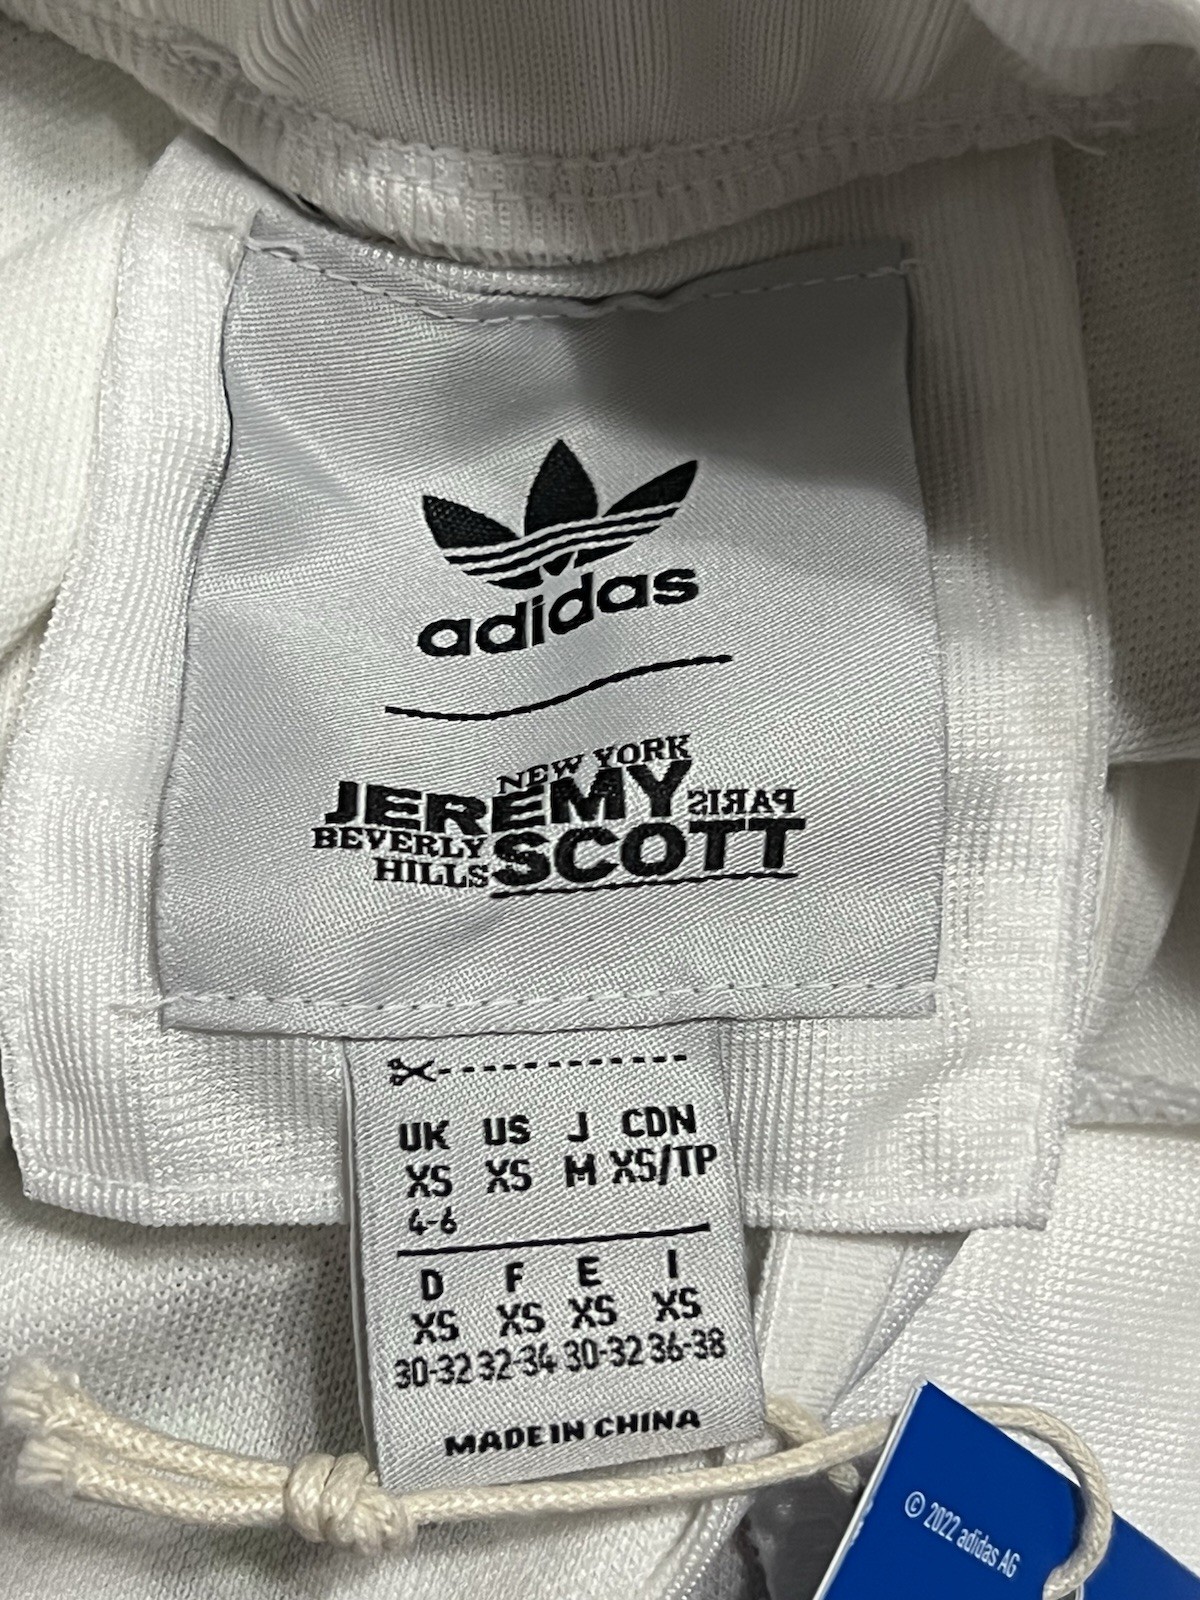 adidas
NEW YORK
JEREMY PARIS
BEVERLY SCOTT
HILLS
UK US J CDN
XS XS M XS/TP
4-6
D F E I
XS XS XS XS
30-32 32-34 30-32 36-38
MADE IN CHINA
© 2022 adidas AG